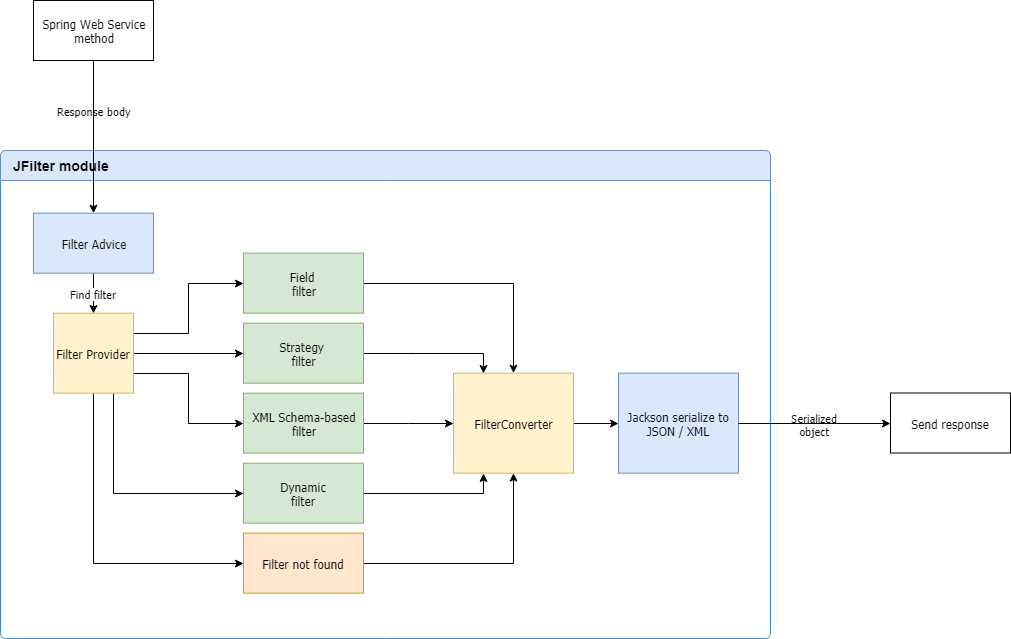 Spring Web Service
method
Response body
JFilter module
Filter Advice
Find filter
Filter Provider
Field
filter
Strategy
filter
XML Schema-based
filter
Dynamic
filter
Filter not found
FilterConverter
Jackson serialize to
JSON / XML
Serialized
object
Send response